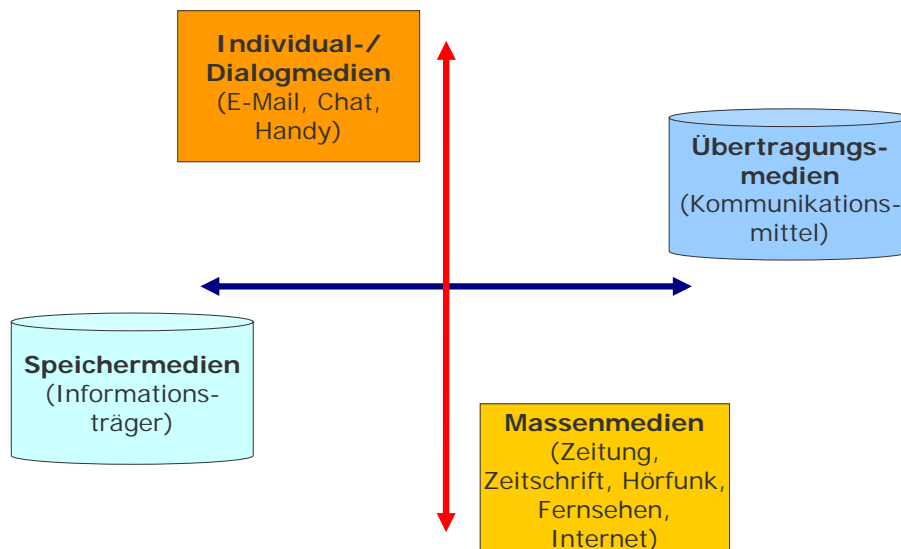 Individual-/
Dialogmedien
(E-Mail, Chat,
Handy)
Übertragungs-
medien
(Kommunikations-
mittel)
Speichermedien
(Informations-
träger)
Massenmedien
(Zeitung,
Zeitschrift, Hörfunk,
Fernsehen,
Internet)